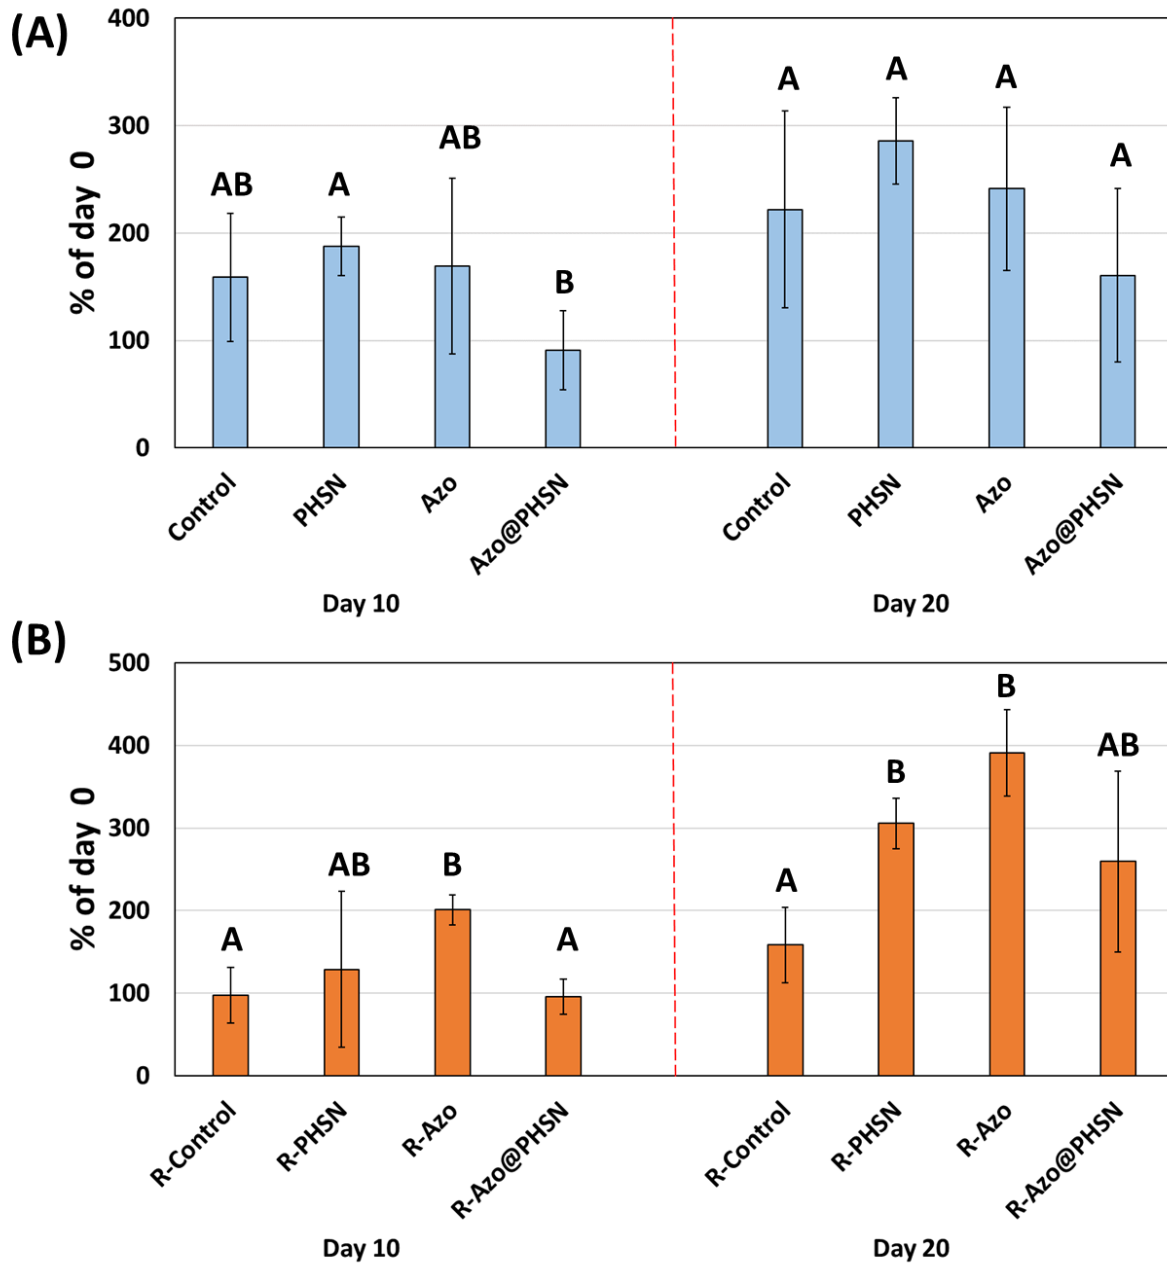 (A)
400
300
200
100
0
% of day 0
AB
A
AB
B
A
A
A
A
Control
PHSN
Azo
Azo@PHSN
Control
PHSN
Azo
Azo@PHSN
Day 10
Day 20
(B)
500
400
300
200
100
0
% of day 0
A
AB
B
A
A
B
B
AB
R-Control
R-PHSN
R-Azo
R-Azo@PHSN
R-Control
R-PHSN
R-Azo
R-Azo@PHSN
Day 10
Day 20